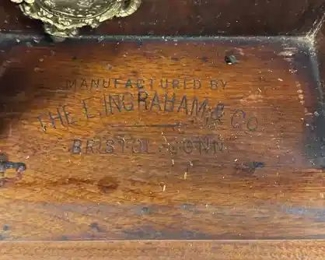 MANUFACTURED BY
THE E. INGRAHAM & Co
BRISTOL CONN